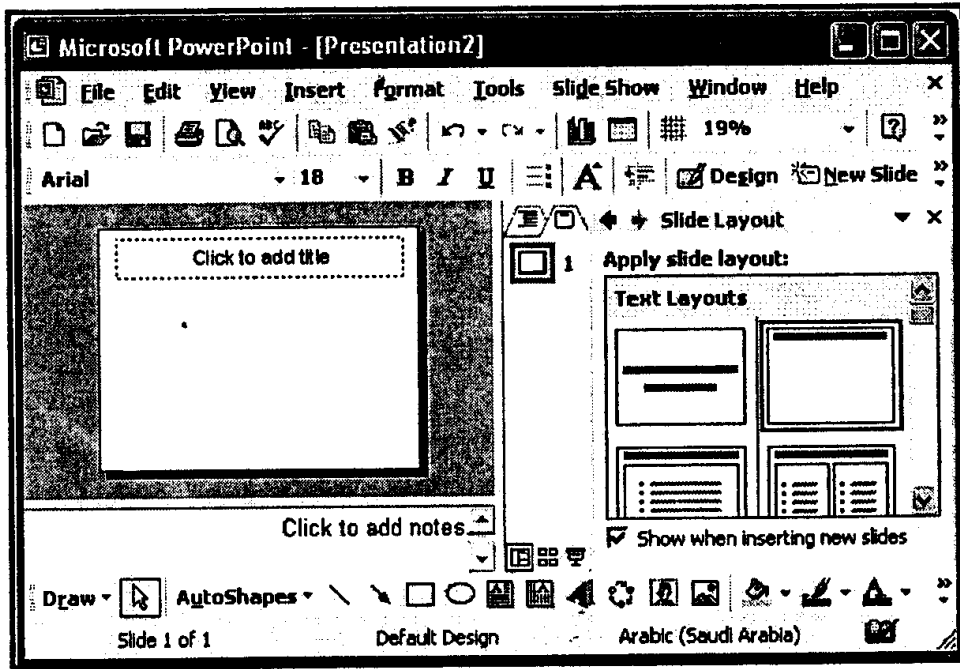 Microsoft PowerPoint - [Presentation2]
File Edit View Insert Format Tools Slide Show Window Help
19%
Arial 18 B I U A Design New Slide
Slide Layout
Click to add title
1 Apply slide layout:
Text Layouts
Click to add notes
Show when inserting new slides
Draw AutoShapes A
Slide 1 of 1 Default Design Arabic (Saudi Arabia)